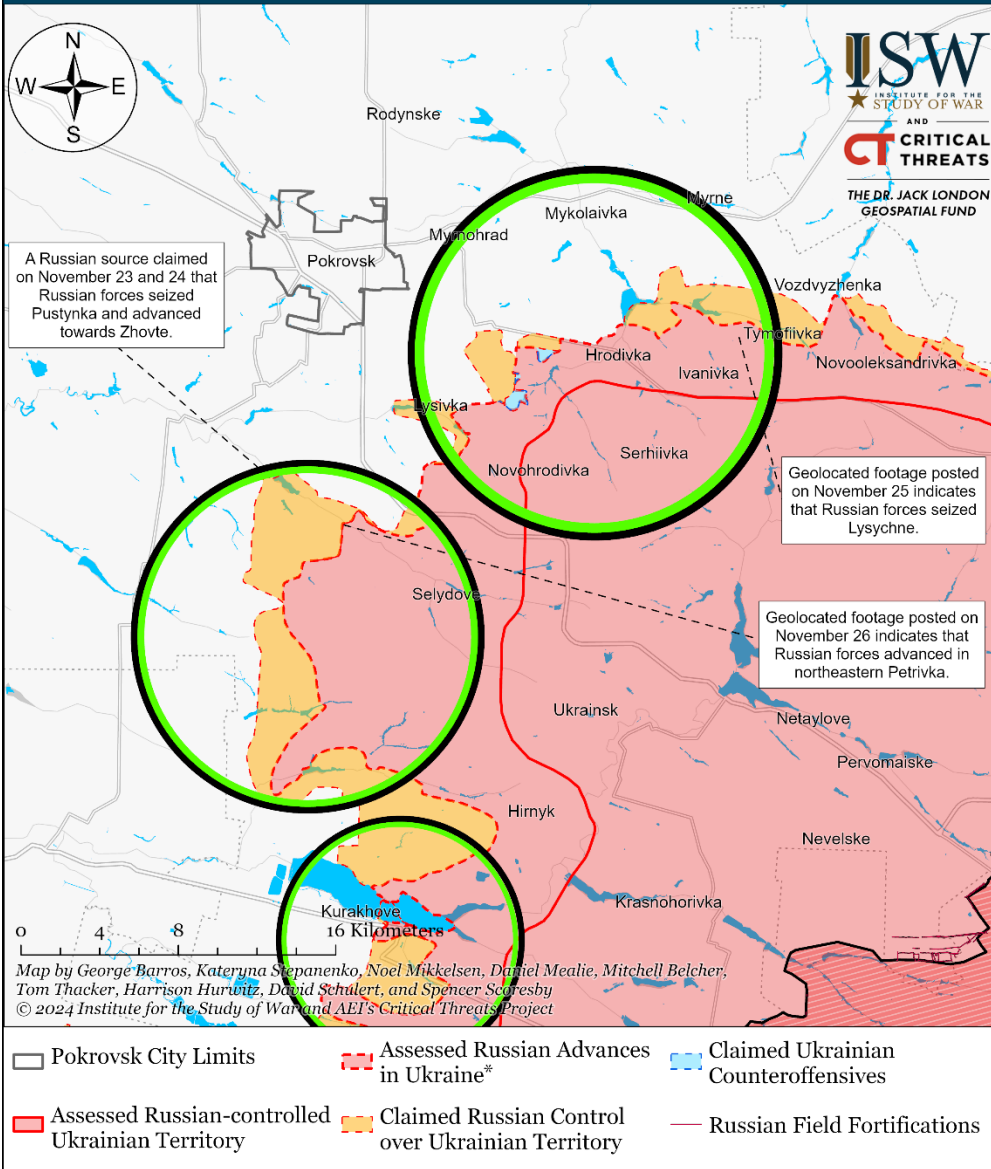 N
W E
S
ISW
INSTITUTE FOR THE
STUDY OF WAR
AND
CT CRITICAL
THREATS
THE DR. JACK LONDON
GEOSPATIAL FUND
Rodynske
Myrne
Mykolaivka
Myrnohrad
Pokrovsk
A Russian source claimed
on November 23 and 24 that
Russian forces seized
Pustynka and advanced
towards Zhovte.
Vozdvyzhenka
Tymofiivka
Hrodivka
Novooleksandrivka
Ivanivka
Lysivka
Serhiivka
Novohrodivka
Geolocated footage posted
on November 25 indicates
that Russian forces seized
Lysychne.
Selydove
Geolocated footage posted on
November 26 indicates that
Russian forces advanced in
northeastern Petrivka.
Ukrainsk
Netaylove
Pervomaiske
Hirnyk
Nevelske
Krasnohorivka
Kurakhove
0 4 8 16 Kilometers
Map by George Barros, Kateryna Stepanenko, Noel Mikkelsen, Daniel Mealie, Mitchell Belcher,
Tom Thacker, Harrison Hurwitz, David Schulert, and Spencer Scoresby
© 2024 Institute for the Study of War and AEI's Critical Threats Project
Pokrovsk City Limits
Assessed Russian Advances
in Ukraine*
Claimed Ukrainian
Counteroffensives
Assessed Russian-controlled
Ukrainian Territory
Claimed Russian Control
over Ukrainian Territory
Russian Field Fortifications